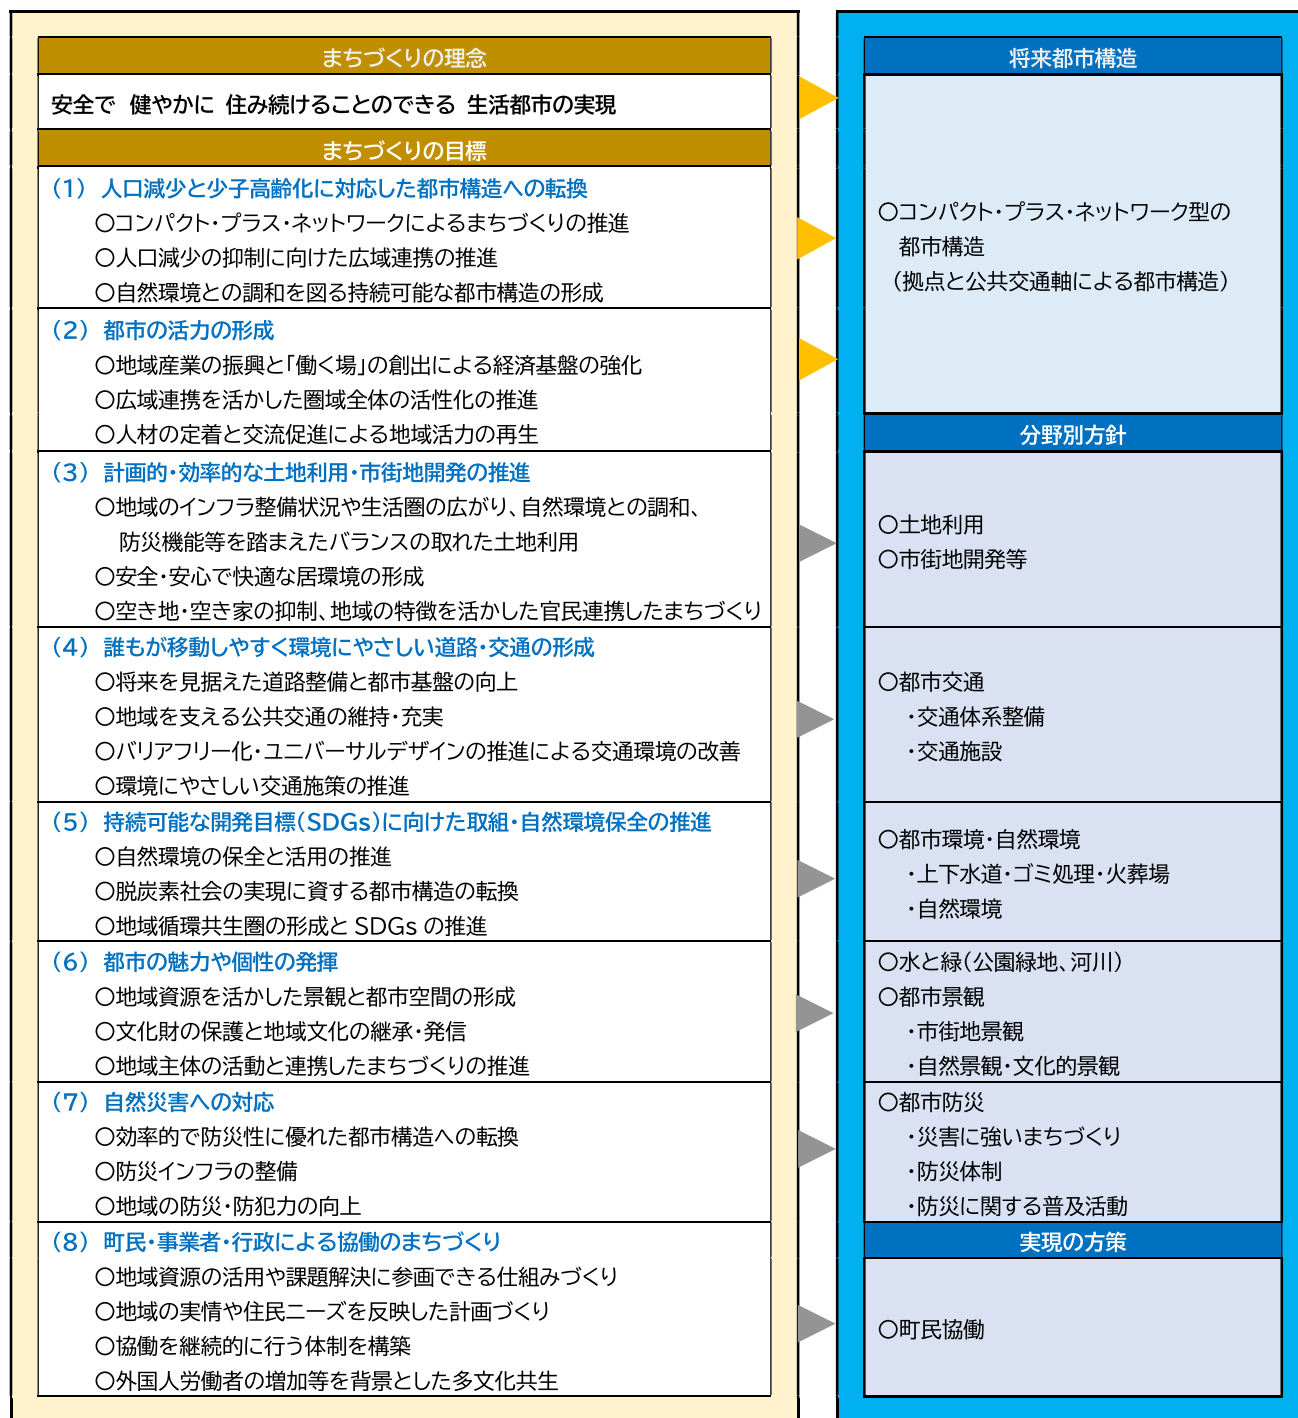 まちづくりの理念
安全で 健やかに 住み続けることのできる 生活都市の実現
まちづくりの目標
（1） 人口減少と少子高齢化に対応した都市構造への転換
〇コンパクト・プラス・ネットワークによるまちづくりの推進
〇人口減少の抑制に向けた広域連携の推進
〇自然環境との調和を図る持続可能な都市構造の形成
（2） 都市の活力の形成
〇地域産業の振興と「働く場」の創出による経済基盤の強化
〇広域連携を活かした圏域全体の活性化の推進
〇人材の定着と交流促進による地域活力の再生
（3） 計画的・効率的な土地利用・市街地開発の推進
〇地域のインフラ整備状況や生活圏の広がり、自然環境との調和、
防災機能等を踏まえたバランスの取れた土地利用
〇安全・安心で快適な居環境の形成
〇空き地・空き家の抑制、地域の特徴を活かした官民連携したまちづくり
（4） 誰もが移動しやすく環境にやさしい道路・交通の形成
〇将来を見据えた道路整備と都市基盤の向上
〇地域を支える公共交通の維持・充実
〇バリアフリー化・ユニバーサルデザインの推進による交通環境の改善
〇環境にやさしい交通施策の推進
（5） 持続可能な開発目標（SDGs）に向けた取組・自然環境保全の推進
〇自然環境の保全と活用の推進
〇脱炭素社会の実現に資する都市構造の転換
〇地域循環共生圏の形成と SDGs の推進
（6） 都市の魅力や個性の発揮
〇地域資源を活かした景観と都市空間の形成
〇文化財の保護と地域文化の継承・発信
〇地域主体の活動と連携したまちづくりの推進
（7） 自然災害への対応
〇効率的で防災性に優れた都市構造への転換
〇防災インフラの整備
〇地域の防災・防犯力の向上
（8） 町民・事業者・行政による協働のまちづくり
〇地域資源の活用や課題解決に参画できる仕組みづくり
〇地域の実情や住民ニーズを反映した計画づくり
〇協働を継続的に行う体制を構築
〇外国人労働者の増加等を背景とした多文化共生
将来都市構造
〇コンパクト・プラス・ネットワーク型の
都市構造
（拠点と公共交通軸による都市構造）
分野別方針
〇土地利用
〇市街地開発等
〇都市交通
・交通体系整備
・交通施設
〇都市環境・自然環境
・上下水道・ゴミ処理・火葬場
・自然環境
〇水と緑（公園緑地、河川）
〇都市景観
・市街地景観
・自然景観・文化的景観
〇都市防災
・災害に強いまちづくり
・防災体制
・防災に関する普及活動
実現の方策
〇町民協働